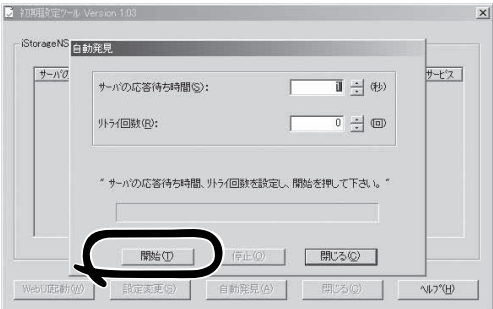 初期設定ツール Version 1.03
iStorageNS
自動発見
サーバの
サービス
サーバの応答待ち時間(S):
1
(秒)
リトライ回数(R):
0
(回)
" サーバの応答待ち時間、リトライ回数を設定し、開始を押して下さい。 "
開始(T)
停止(O)
閉じる(C)
WebUI起動(W)
設定変更(S)
自動発見(A)
閉じる(Q)
ヘルプ(H)